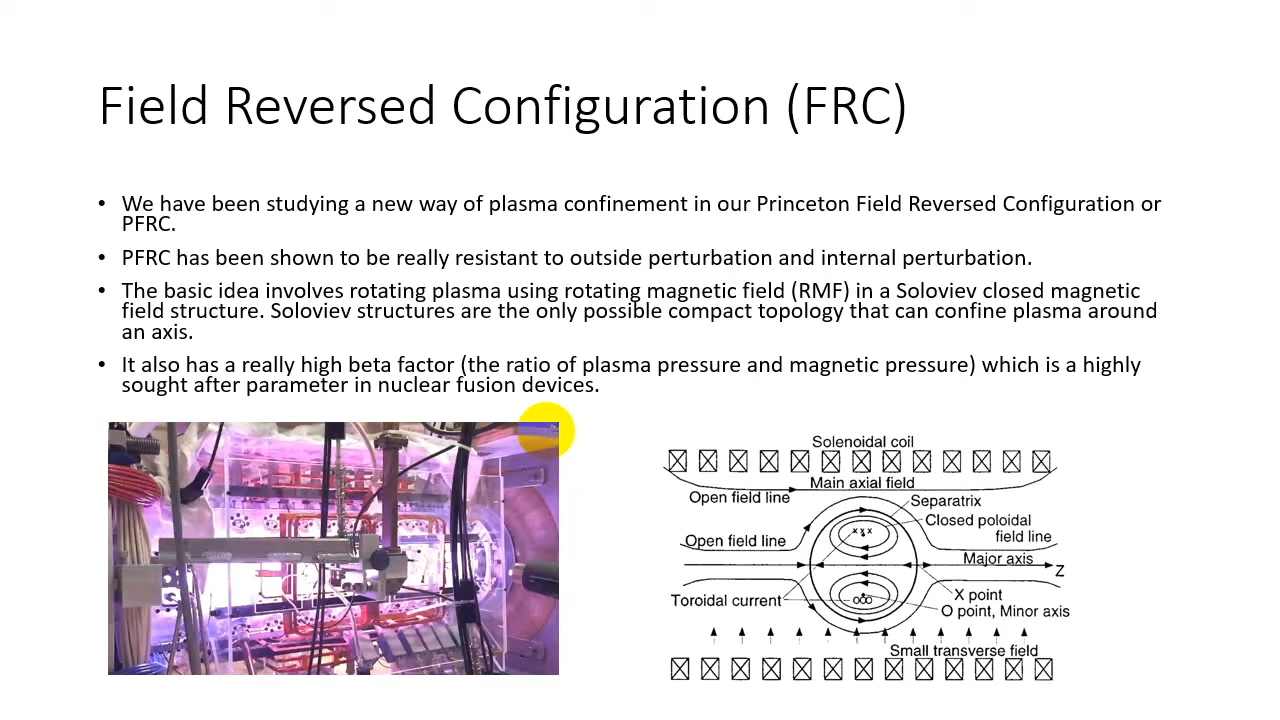 Field Reversed Configuration (FRC)
• We have been studying a new way of plasma confinement in our Princeton Field Reversed Configuration or
PFRC.
• PFRC has been shown to be really resistant to outside perturbation and internal perturbation.
• The basic idea involves rotating plasma using rotating magnetic field (RMF) in a Soloviev closed magnetic
field structure. Soloviev structures are the only possible compact topology that can confine plasma around
an axis.
• It also has a really high beta factor (the ratio of plasma pressure and magnetic pressure) which is a highly
sought after parameter in nuclear fusion devices.
Solenoidal coil
Main axial field
Open field line
Separatrix
Closed poloidal
field line
Open field line
Major axis
Z
Toroidal current
X point
O point, Minor axis
Small transverse field